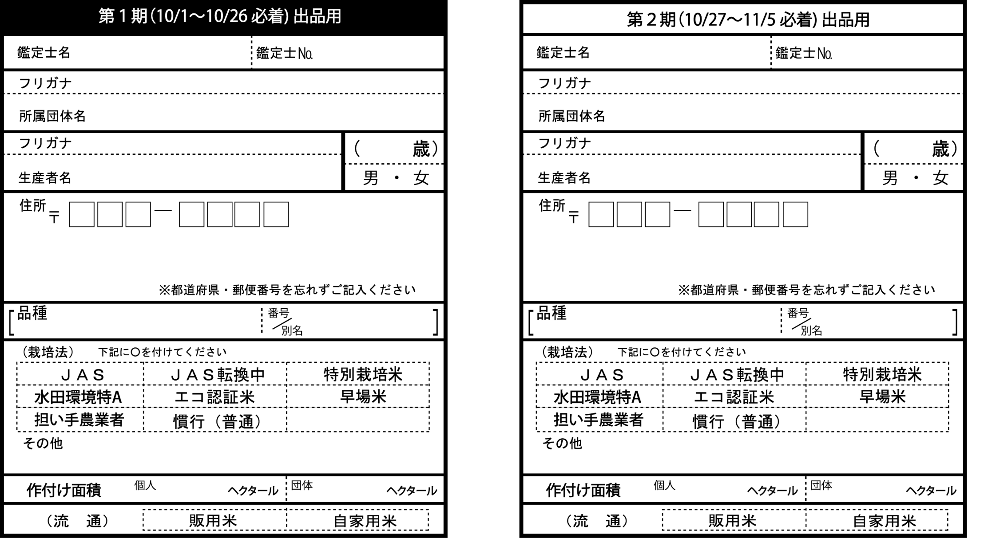 第1期(10/1～10/26必着)出品用
鑑定士名 鑑定士№
フリガナ
所属団体名
フリガナ
( 歳)
生産者名
男 ・ 女
住所
〒 □□□―□□□□
※都道府県・郵便番号を忘れずご記入ください
[品種 番号/別名 ]
(栽培法) 下記に○を付けてください
JAS JAS転換中 特別栽培米
水田環境特A エコ認証米 早場米
担い手農業者 慣行(普通)
その他
作付け面積 個人 ヘクタール 団体 ヘクタール
(流 通) 販用米 自家用米
第2期(10/27～11/5必着)出品用
鑑定士名 鑑定士№
フリガナ
所属団体名
フリガナ
( 歳)
生産者名
男 ・ 女
住所
〒 □□□―□□□□
※都道府県・郵便番号を忘れずご記入ください
[品種 番号/別名 ]
(栽培法) 下記に○を付けてください
JAS JAS転換中 特別栽培米
水田環境特A エコ認証米 早場米
担い手農業者 慣行(普通)
その他
作付け面積 個人 ヘクタール 団体 ヘクタール
(流 通) 販用米 自家用米